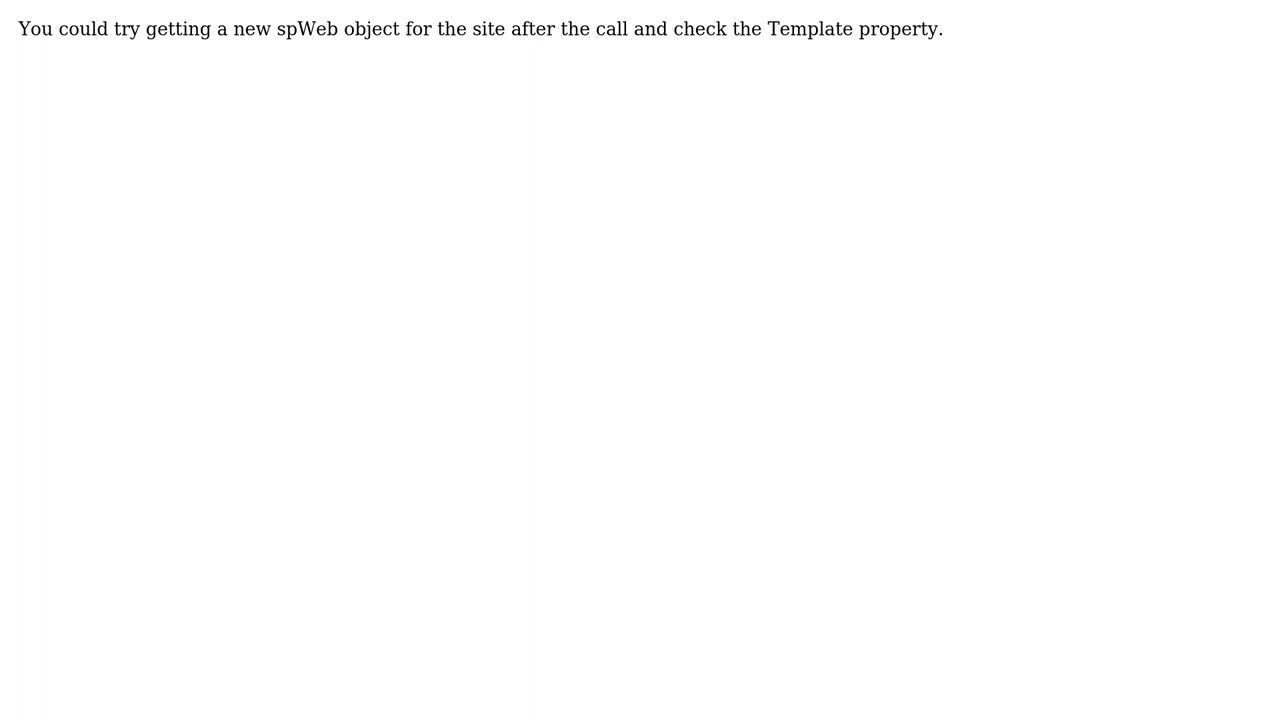 You could try getting a new spWeb object for the site after the call and check the Template property.